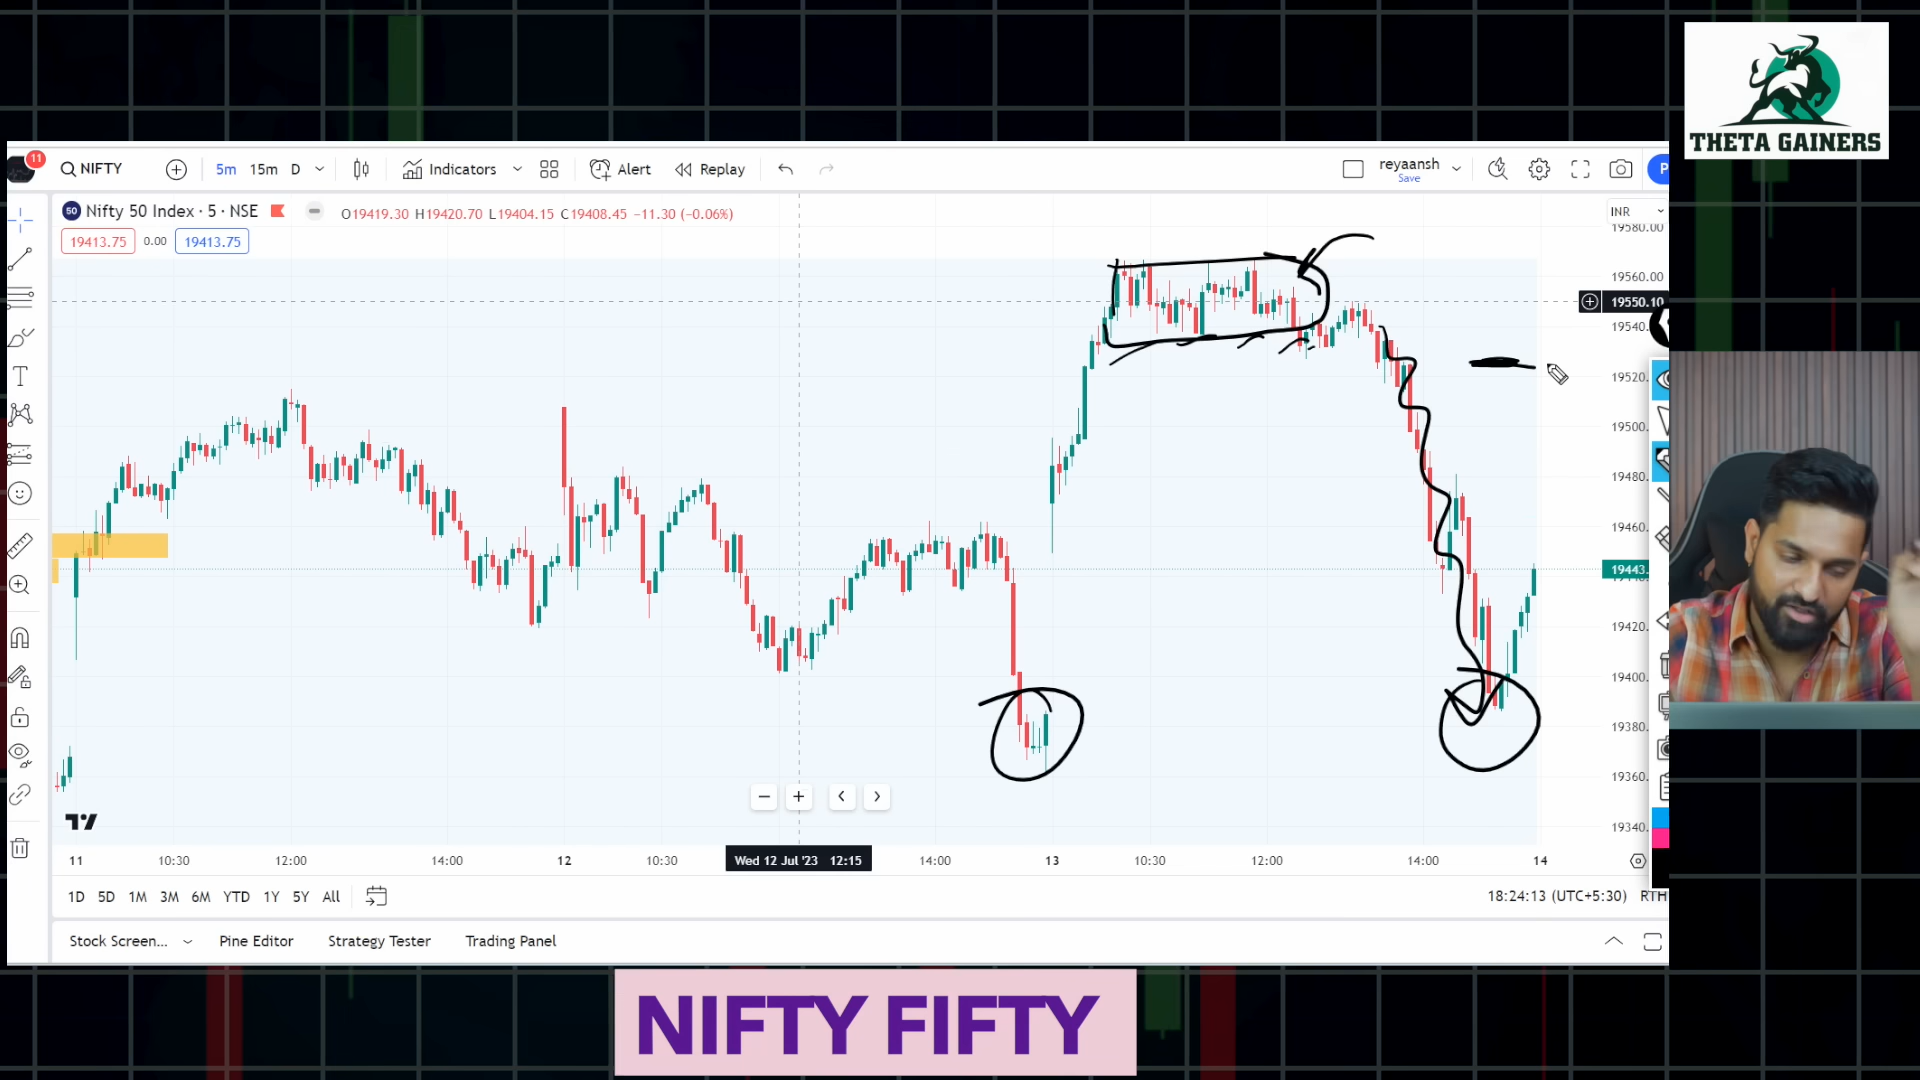 THETA GAINERS
11
NIFTY
5m 15m D
Indicators
Alert
Replay
reyaansh
Save
P
50 Nifty 50 Index · 5 · NSE
O19419.30 H19420.70 L19404.15 C19408.45 −11.30 (−0.06%)
INR
19413.75 0.00 19413.75
19580.00
19560.00
19550.10
19540.
19520.
19500.
19480.
19460.
19443.
19420.
19400.
19380.
19360.
19340.
11 10:30 12:00 14:00 12 10:30 Wed 12 Jul '23 12:15 14:00 13 10:30 12:00 14:00 14
1D 5D 1M 3M 6M YTD 1Y 5Y All
18:24:13 (UTC+5:30) RTH
Stock Screen... Pine Editor Strategy Tester Trading Panel
NIFTY FIFTY